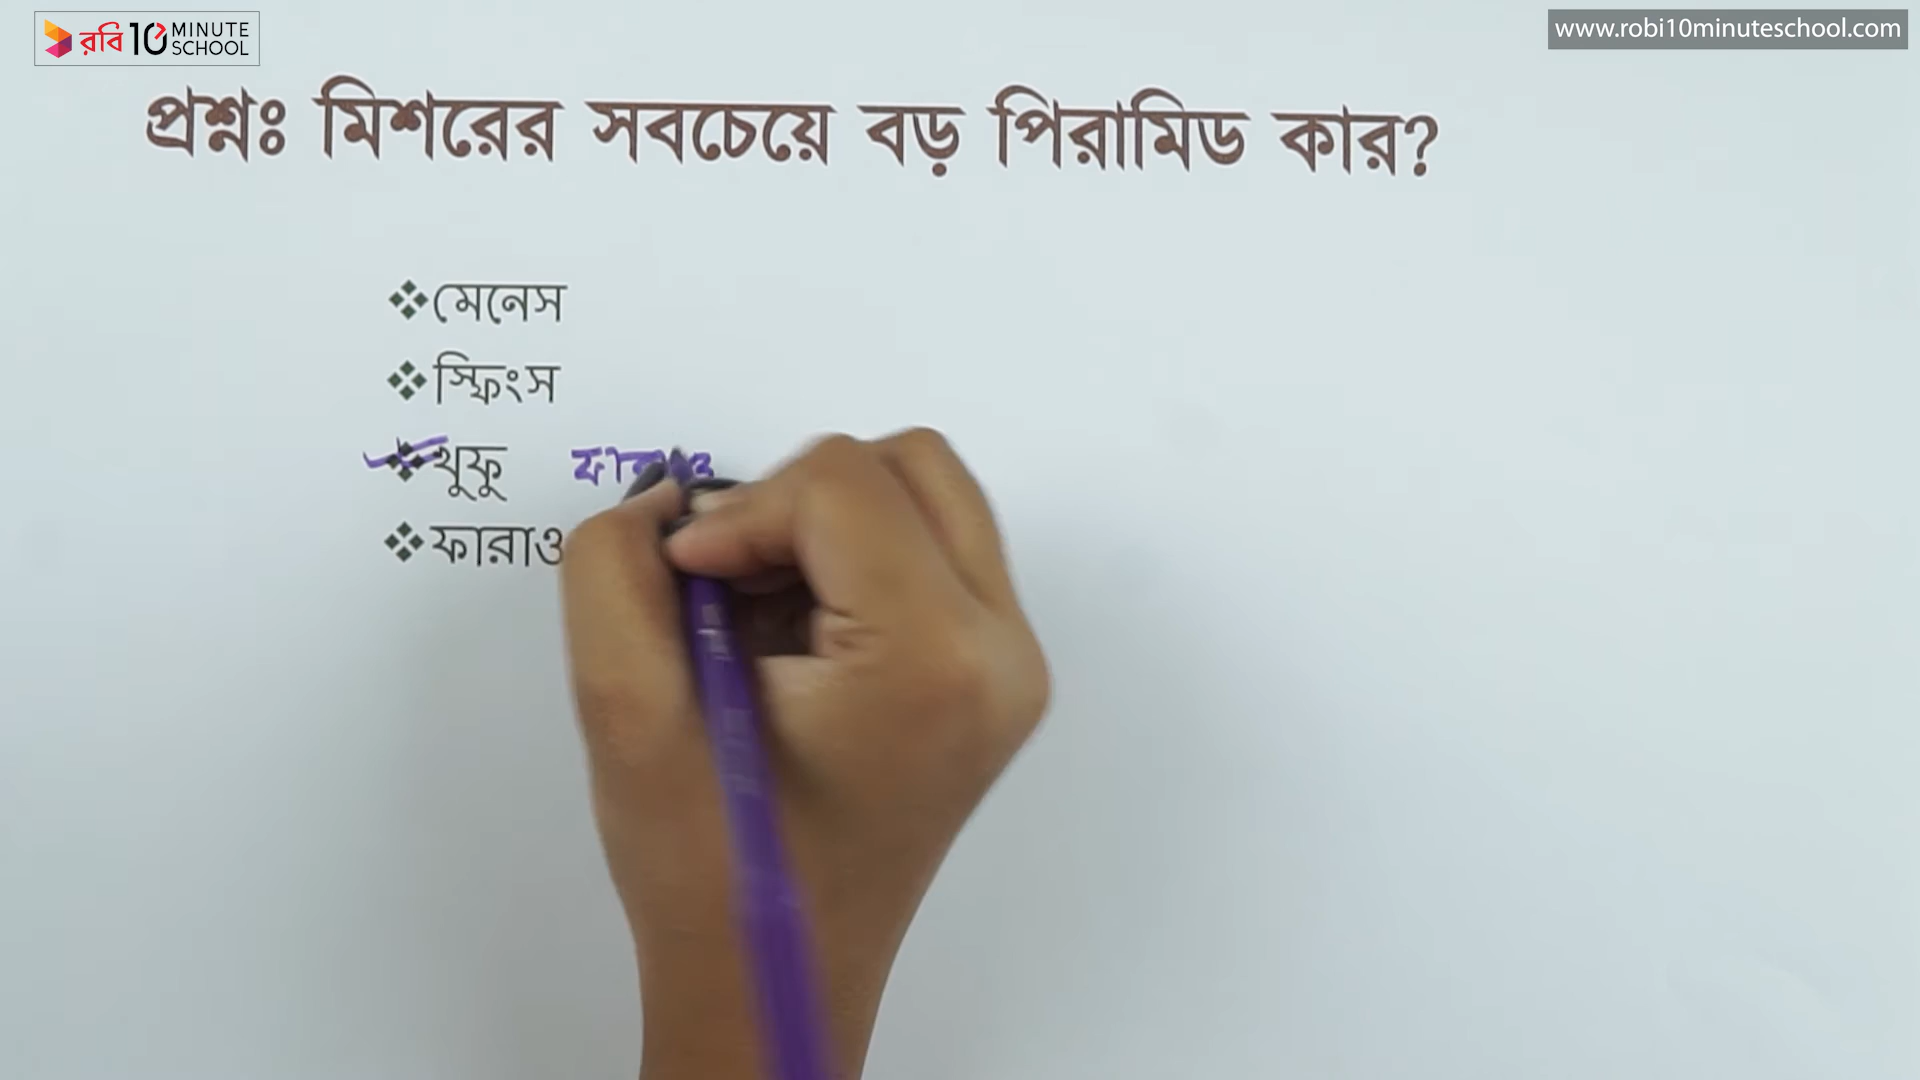 রবি 10 MINUTE SCHOOL
www.robi10minuteschool.com
প্রশ্নঃ মিশরের সবচেয়ে বড় পিরামিড কার?
মেনেস
স্ফিংস
খুফু
ফারাও